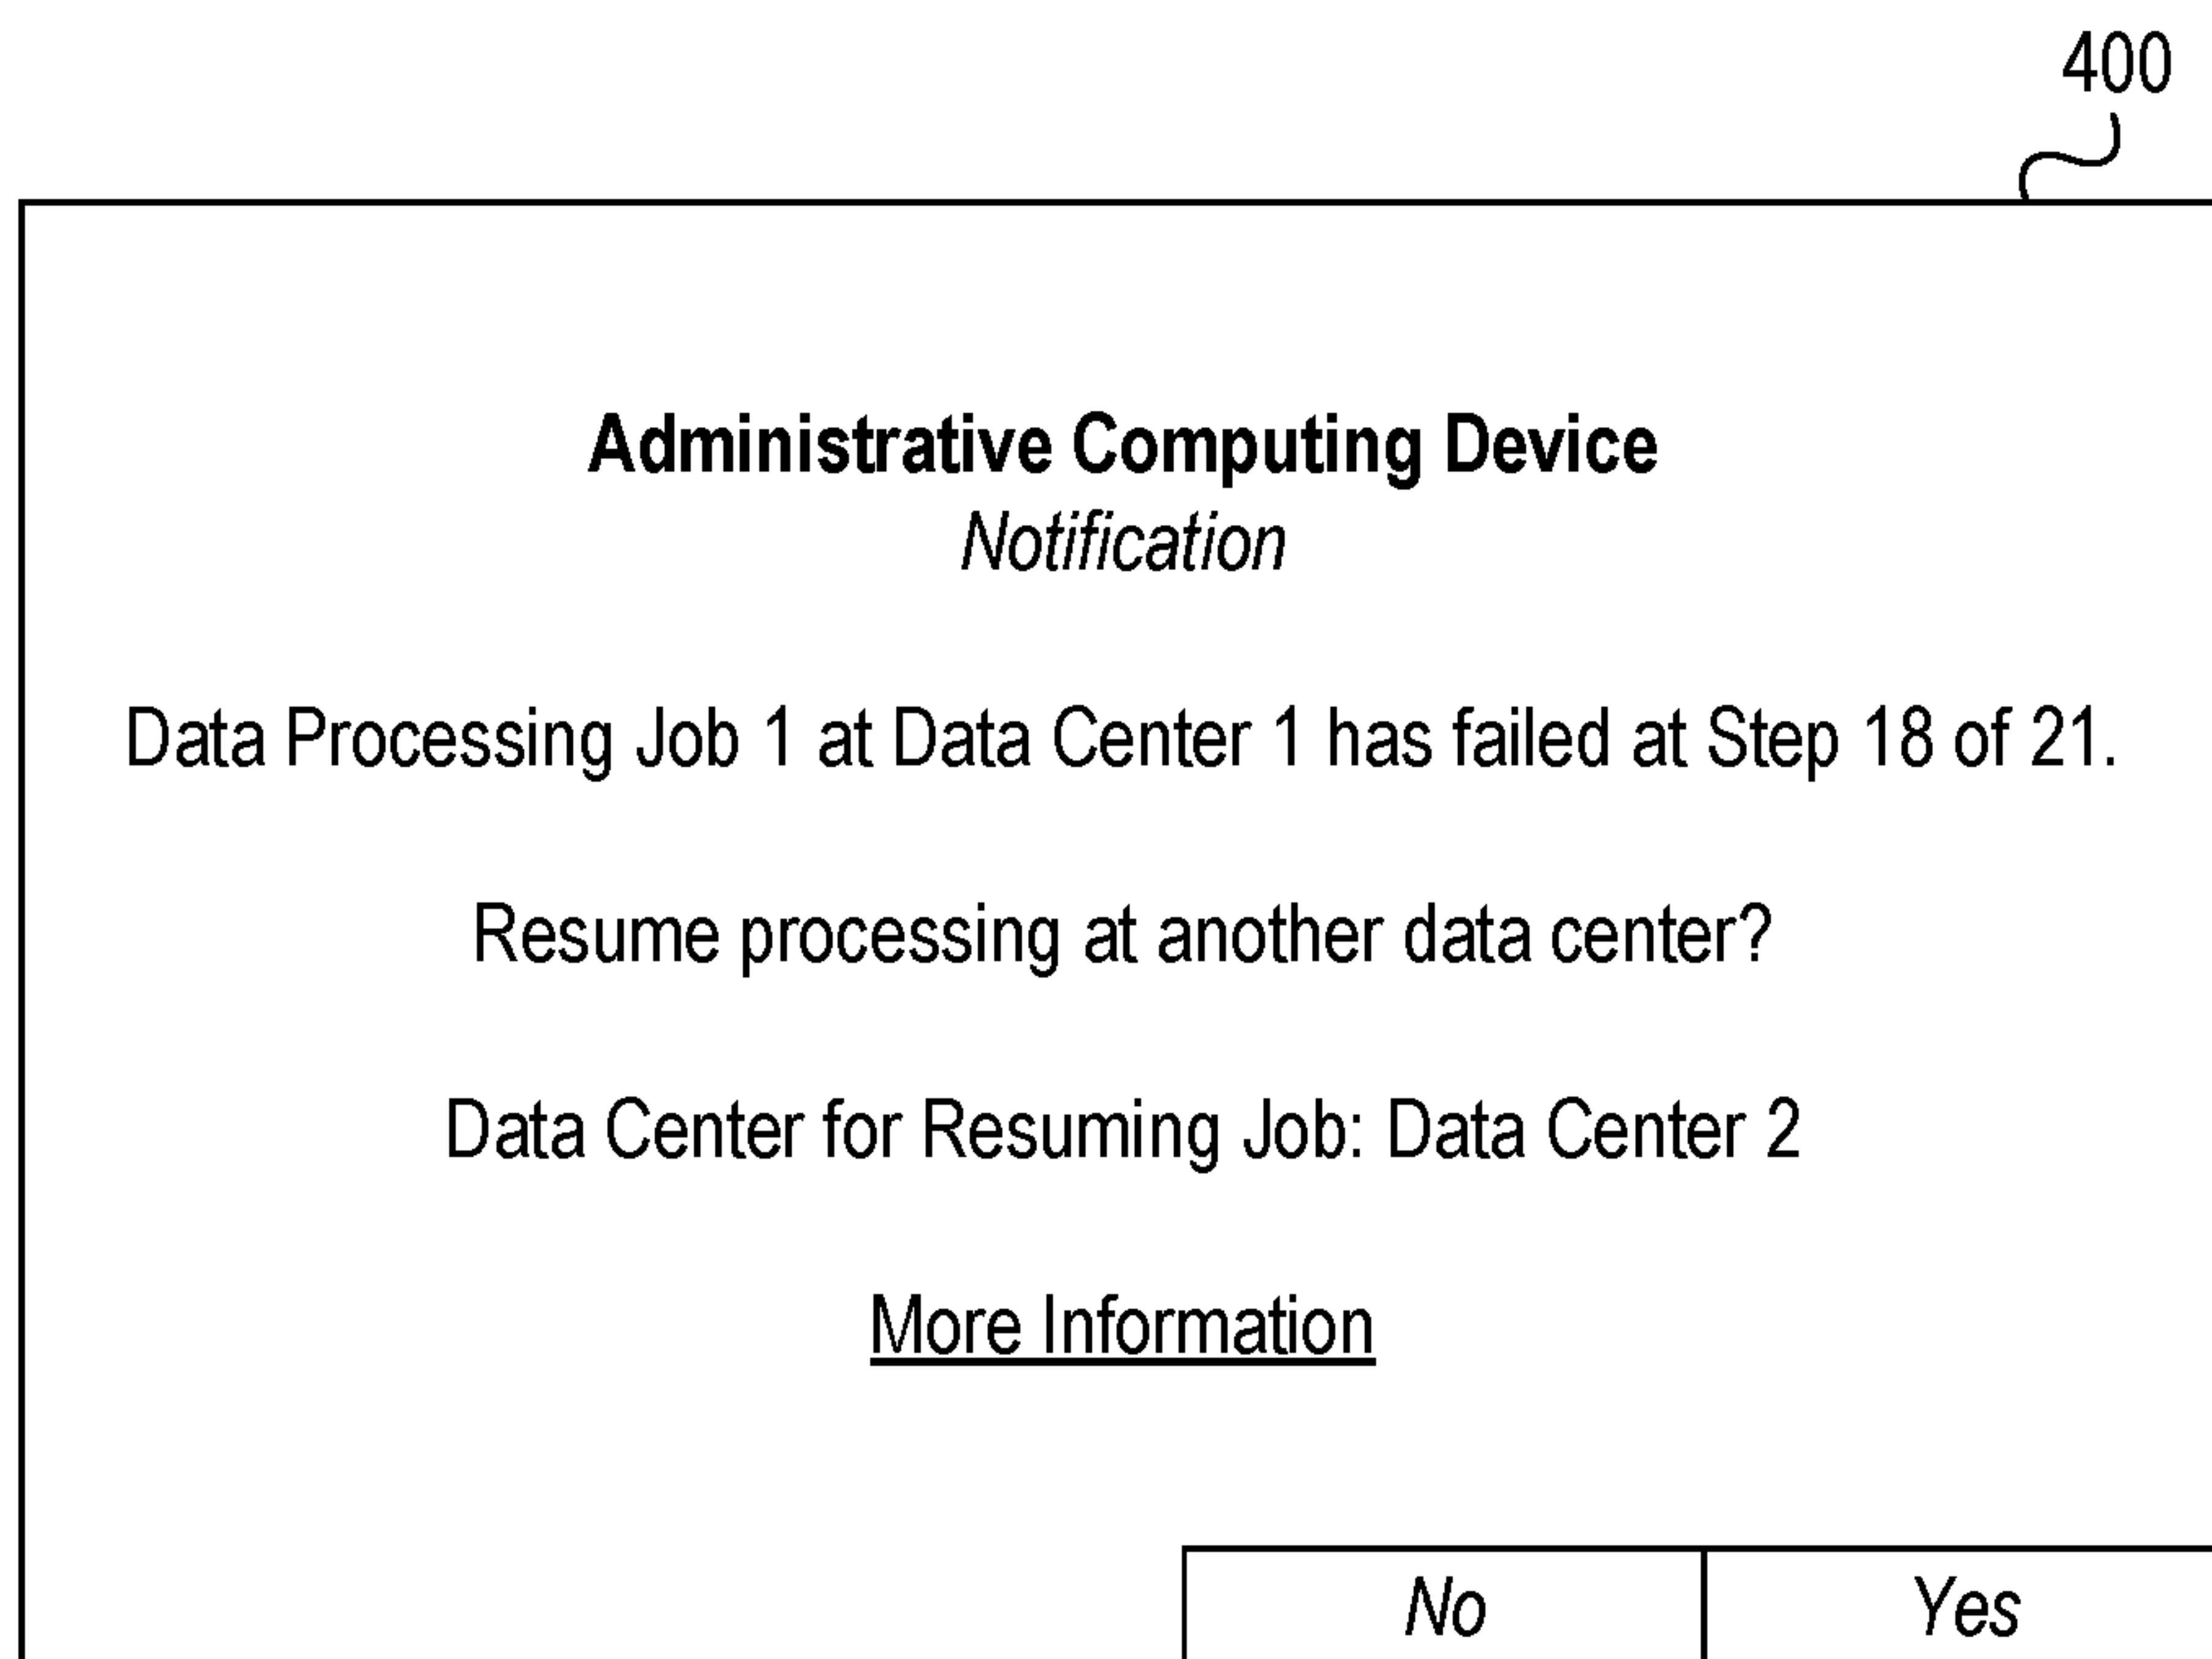 400
Administrative Computing Device
Notification
Data Processing Job 1 at Data Center 1 has failed at Step 18 of 21.
Resume processing at another data center?
Data Center for Resuming Job: Data Center 2
More Information
No
Yes